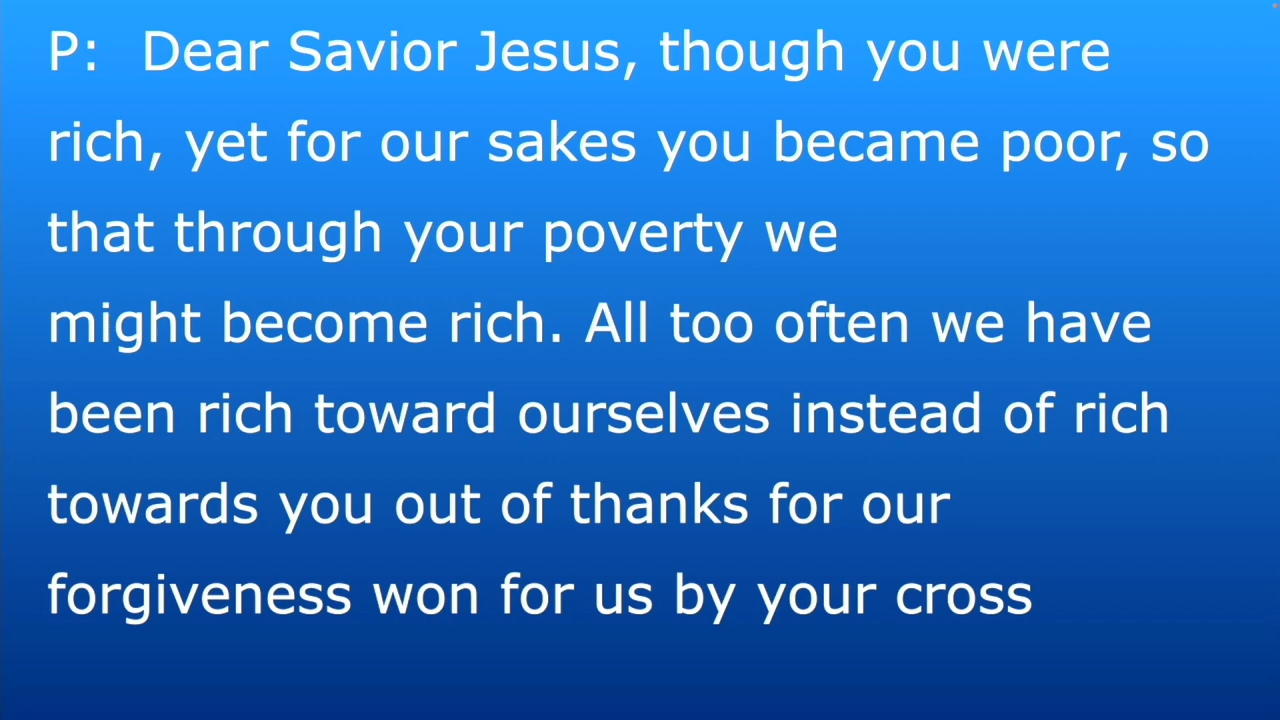 P:  Dear Savior Jesus, though you were
rich, yet for our sakes you became poor, so
that through your poverty we
might become rich. All too often we have
been rich toward ourselves instead of rich
towards you out of thanks for our
forgiveness won for us by your cross